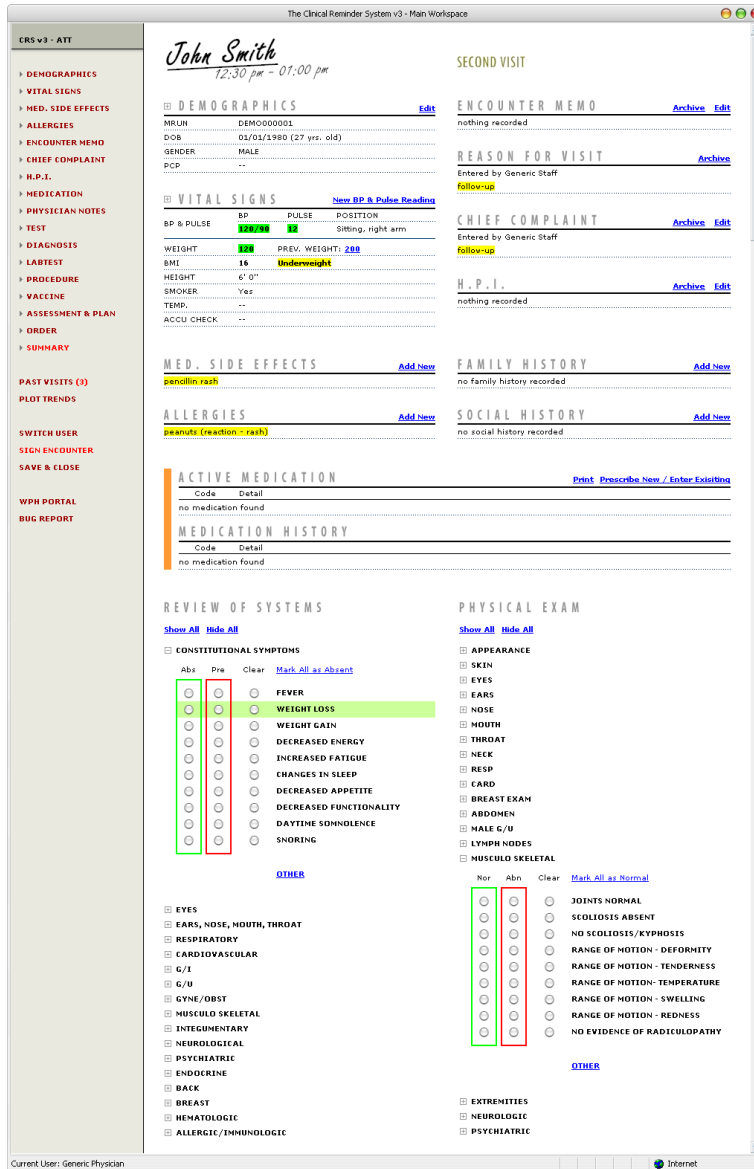 The Clinical Reminder System v3 - Main Workspace
CRS v3 - ATT
DEMOGRAPHICS
VITAL SIGNS
MED. SIDE EFFECTS
ALLERGIES
ENCOUNTER MEMO
CHIEF COMPLAINT
H.P.I.
MEDICATION
PHYSICIAN NOTES
TEST
DIAGNOSIS
LABTEST
PROCEDURE
VACCINE
ASSESSMENT & PLAN
ORDER
SUMMARY
PAST VISITS (3)
PLOT TRENDS
SWITCH USER
SIGN ENCOUNTER
SAVE & CLOSE
WPH PORTAL
BUG REPORT
John Smith
12:30 pm - 01:00 pm
SECOND VISIT
DEMOGRAPHICS Edit
MRUN DEMO000001
DOB 01/01/1980 (27 yrs. old)
GENDER MALE
PCP --
VITAL SIGNS New BP & Pulse Reading
BP PULSE POSITION
BP & PULSE 120/90 12 Sitting, right arm
WEIGHT 120 PREV. WEIGHT: 200
BMI 16 Underweight
HEIGHT 6' 0"
SMOKER Yes
TEMP. --
ACCU CHECK --
ENCOUNTER MEMO Archive Edit
nothing recorded
REASON FOR VISIT Archive
Entered by Generic Staff
follow-up
CHIEF COMPLAINT Archive Edit
Entered by Generic Staff
follow-up
H.P.I. Archive Edit
nothing recorded
MED. SIDE EFFECTS Add New
pencillin rash
FAMILY HISTORY Add New
no family history recorded
ALLERGIES Add New
peanuts (reaction - rash)
SOCIAL HISTORY Add New
no social history recorded
ACTIVE MEDICATION Print Prescribe New / Enter Exisiting
Code Detail
no medication found
MEDICATION HISTORY
Code Detail
no medication found
REVIEW OF SYSTEMS
Show All Hide All
CONSTITUTIONAL SYMPTOMS
Abs Pre Clear Mark All as Absent
FEVER
WEIGHT LOSS
WEIGHT GAIN
DECREASED ENERGY
INCREASED FATIGUE
CHANGES IN SLEEP
DECREASED APPETITE
DECREASED FUNCTIONALITY
DAYTIME SOMNOLENCE
SNORING
OTHER
EYES
EARS, NOSE, MOUTH, THROAT
RESPIRATORY
CARDIOVASCULAR
G/I
G/U
GYNE/OBST
MUSCULO SKELETAL
INTEGUMENTARY
NEUROLOGICAL
PSYCHIATRIC
ENDOCRINE
BACK
BREAST
HEMATOLOGIC
ALLERGIC/IMMUNOLOGIC
PHYSICAL EXAM
Show All Hide All
APPEARANCE
SKIN
EYES
EARS
NOSE
MOUTH
THROAT
NECK
RESP
CARD
BREAST EXAM
ABDOMEN
MALE G/U
LYMPH NODES
MUSCULO SKELETAL
Nor Abn Clear Mark All as Normal
JOINTS NORMAL
SCOLIOSIS ABSENT
NO SCOLIOSIS/KYPHOSIS
RANGE OF MOTION - DEFORMITY
RANGE OF MOTION - TENDERNESS
RANGE OF MOTION- TEMPERATURE
RANGE OF MOTION - SWELLING
RANGE OF MOTION - REDNESS
NO EVIDENCE OF RADICULOPATHY
OTHER
EXTREMITIES
NEUROLOGIC
PSYCHIATRIC
Current User: Generic Physician
Internet